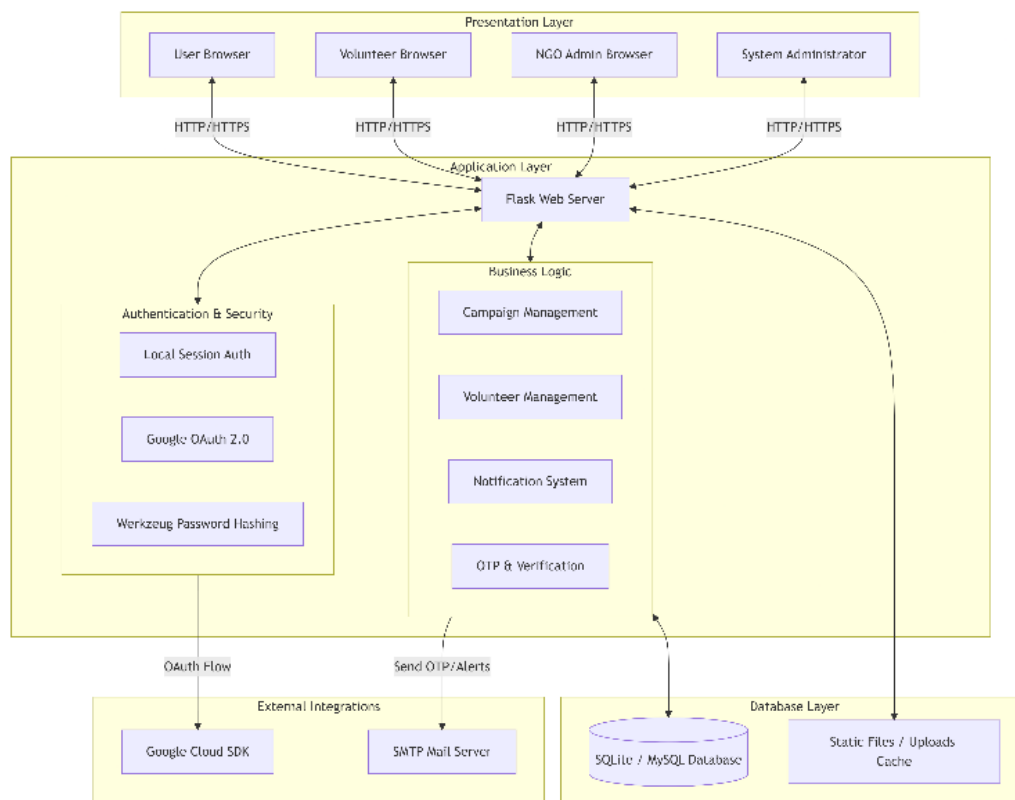 Presentation Layer
User Browser
Volunteer Browser
NGO Admin Browser
System Administrator
HTTP/HTTPS
HTTP/HTTPS
HTTP/HTTPS
HTTP/HTTPS
Application Layer
Flask Web Server
Business Logic
Campaign Management
Volunteer Management
Notification System
OTP & Verification
Authentication & Security
Local Session Auth
Google OAuth 2.0
Werkzeug Password Hashing
OAuth Flow
Send OTP/Alerts
External Integrations
Google Cloud SDK
SMTP Mail Server
Database Layer
SQLite / MySQL Database
Static Files / Uploads
Cache